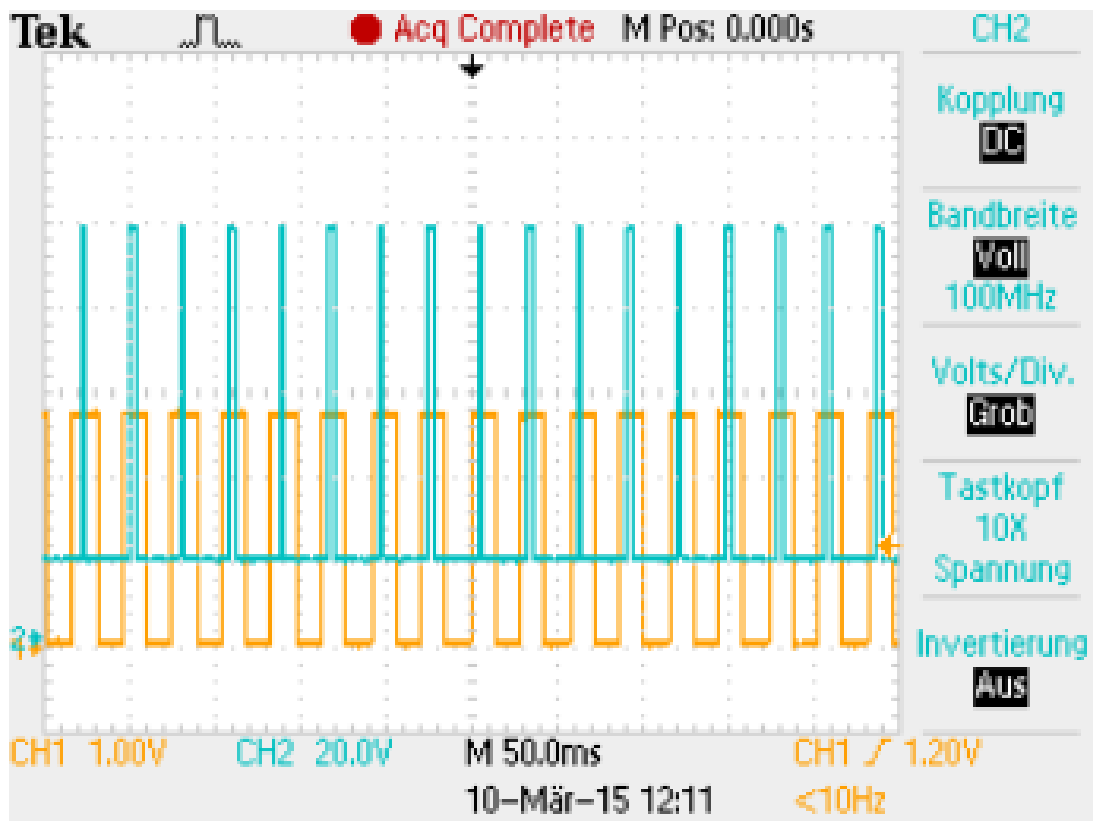 Tek Acq Complete M Pos: 0.000s CH2
Kopplung
DC
Bandbreite
Voll
100MHz
Volts/Div.
Grob
Tastkopf
10X
Spannung
Invertierung
Aus
2
CH1 1.00V CH2 20.0V M 50.0ms CH1 1.20V
10-Mär-15 12:11 <10Hz